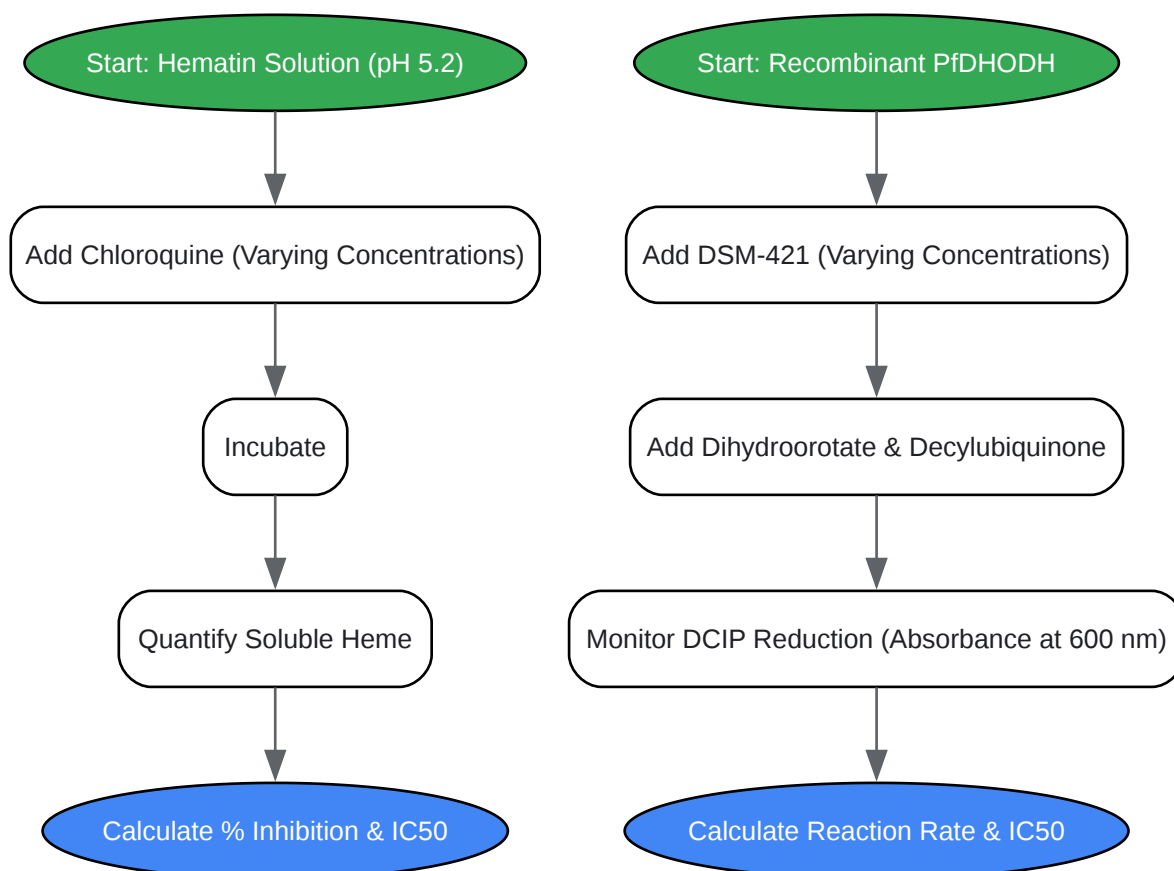 Start: Hematin Solution (pH 5.2)
Add Chloroquine (Varying Concentrations)
Incubate
Quantify Soluble Heme
Calculate % Inhibition & IC50
Start: Recombinant PfDHODH
Add DSM-421 (Varying Concentrations)
Add Dihydroorotate & Decylubiquinone
Monitor DCIP Reduction (Absorbance at 600 nm)
Calculate Reaction Rate & IC50